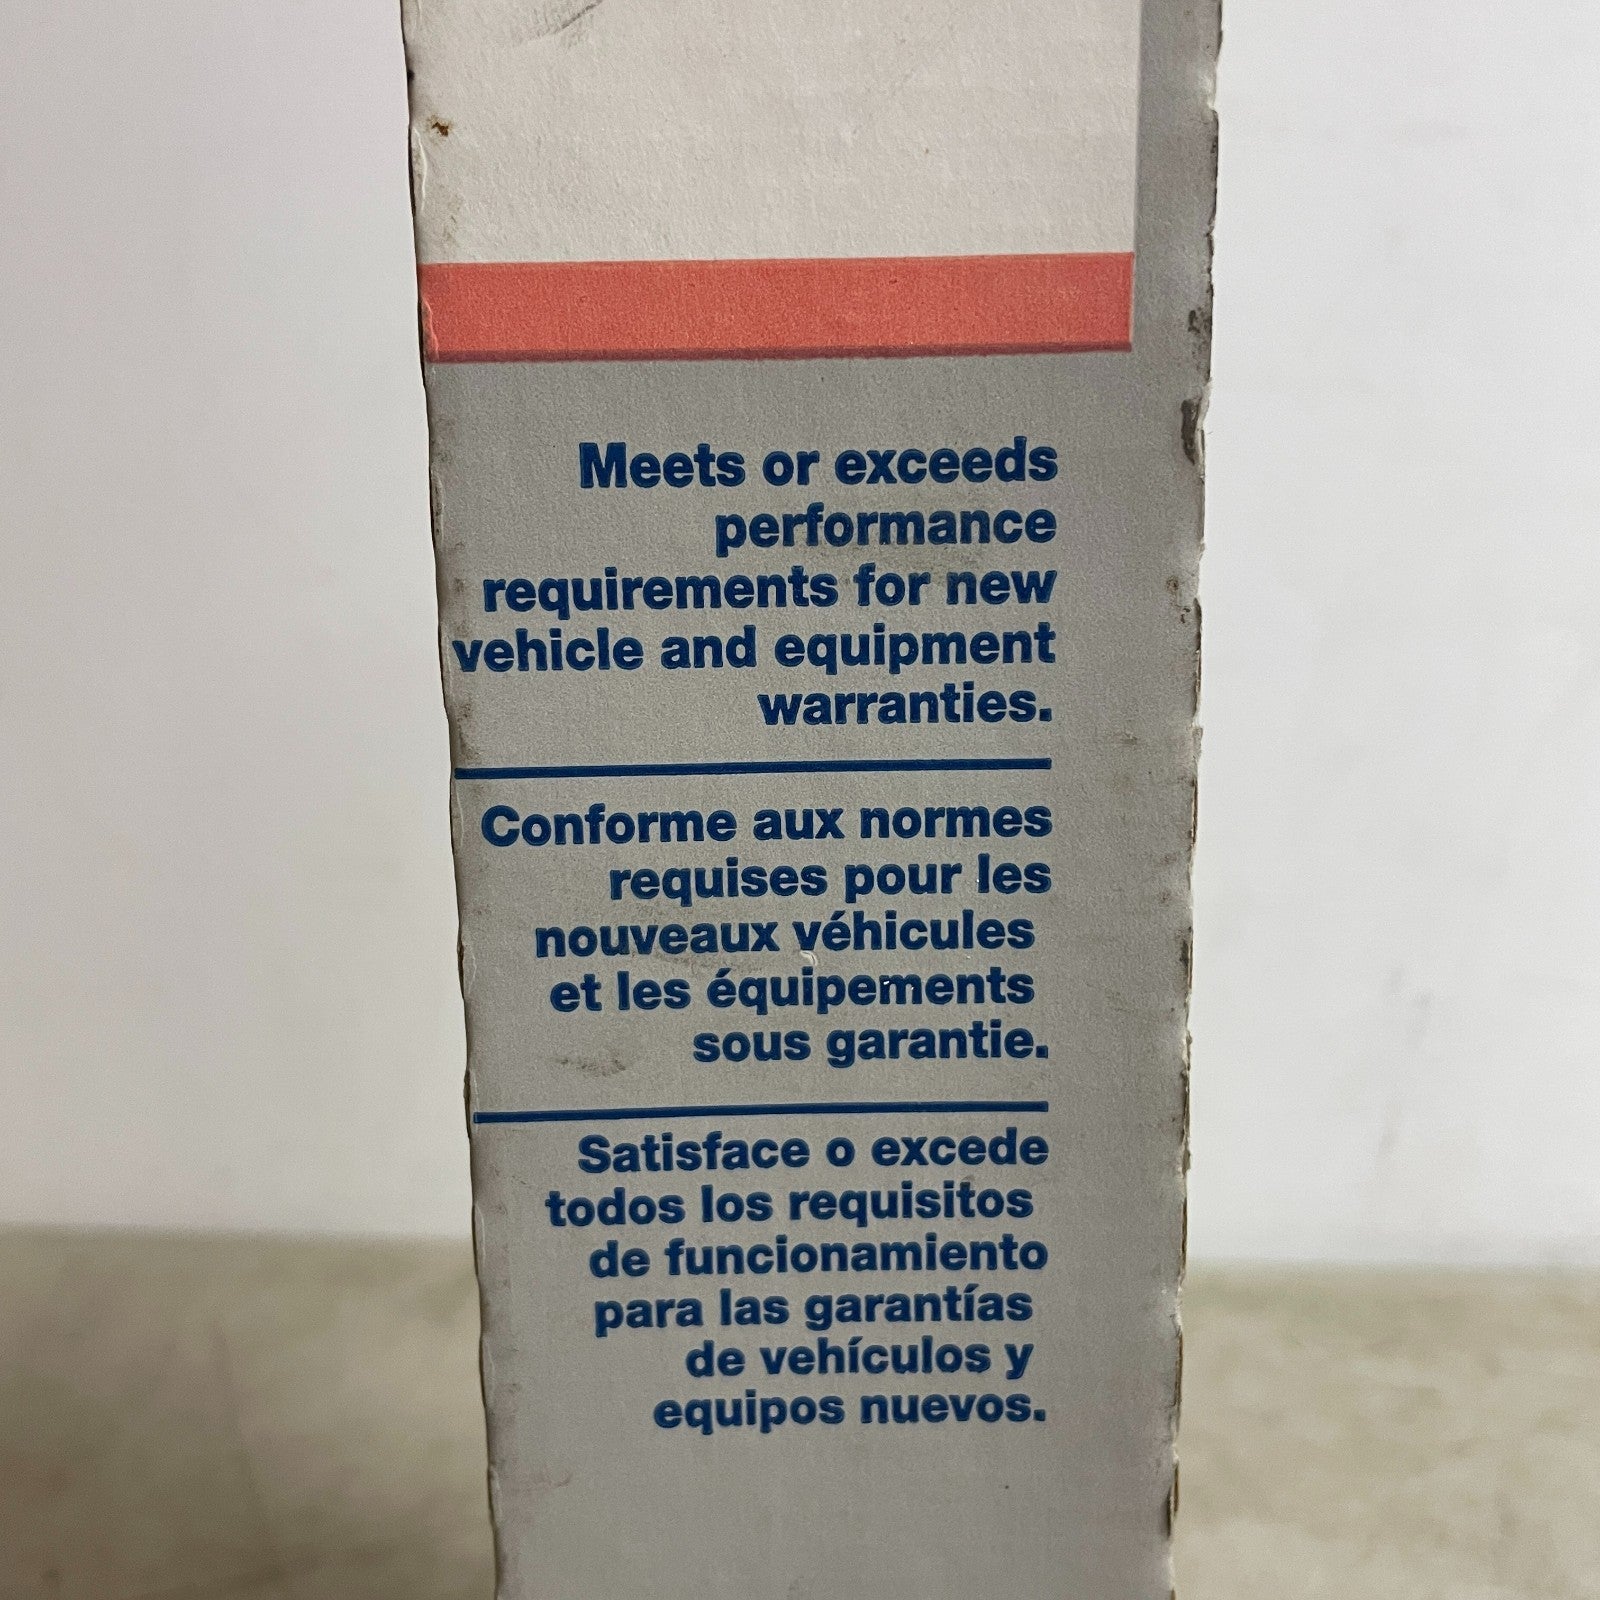 Meets or exceeds
performance
requirements for new
vehicle and equipment
warranties.
Conforme aux normes
requises pour les
nouveaux véhicules
et les équipements
sous garantie.
Satisface o excede
todos los requisitos
de funcionamiento
para las garantías
de vehículos y
equipos nuevos.